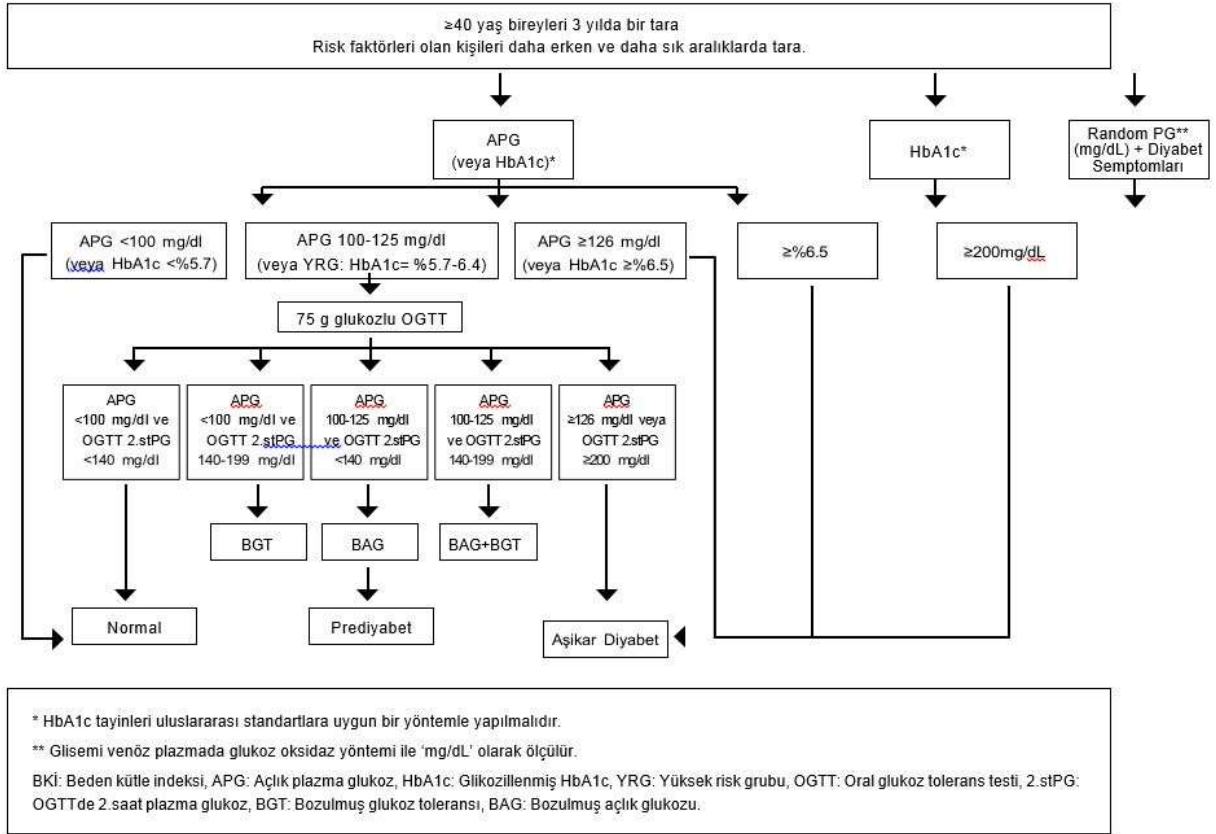 ≥40 yaş bireyleri 3 yılda bir tara
Risk faktörleri olan kişileri daha erken ve daha sık aralıklarda tara.
APG
(veya HbA1c)*
HbA1c*
Random PG**
(mg/dL) + Diyabet
Semptomları
APG <100 mg/dl
(veya HbA1c <%5.7)
APG 100-125 mg/dl
(veya YRG: HbA1c= %5.7-6.4)
APG ≥126 mg/dl
(veya HbA1c ≥%6.5)
≥%6.5
≥200mg/dL
75 g glukozlu OGTT
APG
<100 mg/dl ve
OGTT 2.stPG
<140 mg/dl
APG
<100 mg/dl ve
OGTT 2.stPG
140-199 mg/dl
APG
100-125 mg/dl
ve OGTT 2.stPG
<140 mg/dl
APG
100-125 mg/dl
ve OGTT 2.stPG
140-199 mg/dl
APG
≥126 mg/dl veya
OGTT 2.stPG
≥200 mg/dl
BGT
BAG
BAG+BGT
Normal
Prediyabet
Aşikar Diyabet
* HbA1c tayinleri uluslararası standartlara uygun bir yöntemle yapılmalıdır.
** Glisemi venöz plazmada glukoz oksidaz yöntemi ile ‘mg/dL’ olarak ölçülür.
BKİ: Beden kütle indeksi, APG: Açlık plazma glukoz, HbA1c: Glikozillenmiş HbA1c, YRG: Yüksek risk grubu, OGTT: Oral glukoz tolerans testi, 2.stPG:
OGTTde 2.saat plazma glukoz, BGT: Bozulmuş glukoz toleransı, BAG: Bozulmuş açlık glukozu.